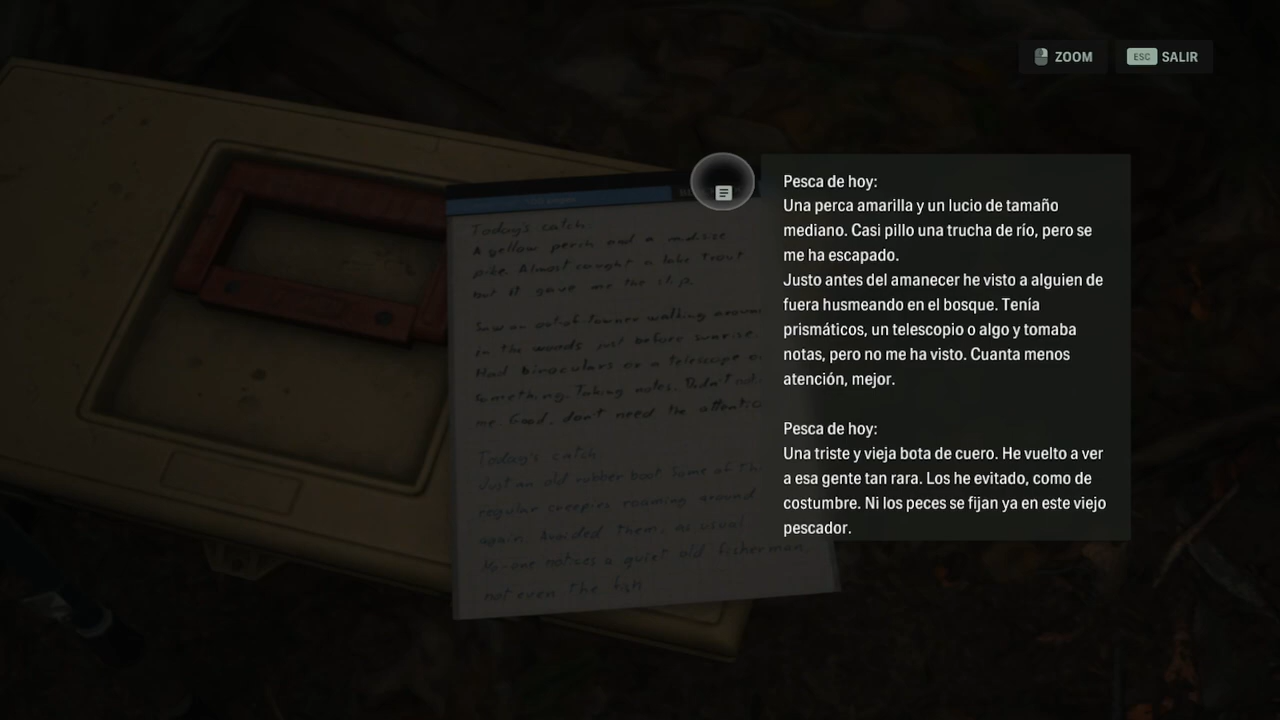 ZOOM
ESC SALIR
Pesca de hoy:
Una perca amarilla y un lucio de tamaño
mediano. Casi pillo una trucha de río, pero se
me ha escapado.
Justo antes del amanecer he visto a alguien de
fuera husmeando en el bosque. Tenía
prismáticos, un telescopio o algo y tomaba
notas, pero no me ha visto. Cuanta menos
atención, mejor.
Pesca de hoy:
Una triste y vieja bota de cuero. He vuelto a ver
a esa gente tan rara. Los he evitado, como de
costumbre. Ni los peces se fijan ya en este viejo
pescador.
Today's catch
A yellow perch and a mid-size
pike. Almost caught a lake trout
but it gave me the slip.
Saw an out-of-towner walking aroun
in the woods just before sunrise.
Had binoculars or a telescope o
something. Taking notes. Didn't
me. Good, don't need the attentio
Today's catch:
Just an old rubber boot. Some of
regular creepies roaming around
again. Avoided them, as usual.
No-one notices a quiet old fisherman,
not even the fish